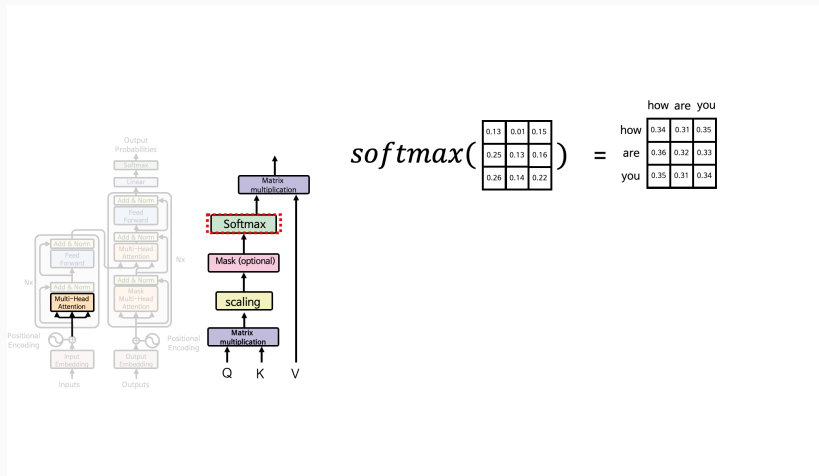 Output
Probabilities
Softmax
Linear
Add & Norm
Feed
Forward
Add & Norm
Multi-Head
Attention
Add & Norm
Mask
Multi-Head
Attention
Nx
Add & Norm
Feed
Forward
Nx
Add & Norm
Multi-Head
Attention
Positional
Encoding
Positional
Encoding
Input
Embedding
Output
Embedding
Inputs
Outputs
Matrix
multiplication
Softmax
Mask (optional)
scaling
Matrix
multiplication
Q K V
softmax( ) =
0.13 0.01 0.15
0.25 0.13 0.16
0.26 0.14 0.22
how are you
how 0.34 0.31 0.35
are 0.36 0.32 0.33
you 0.35 0.31 0.34